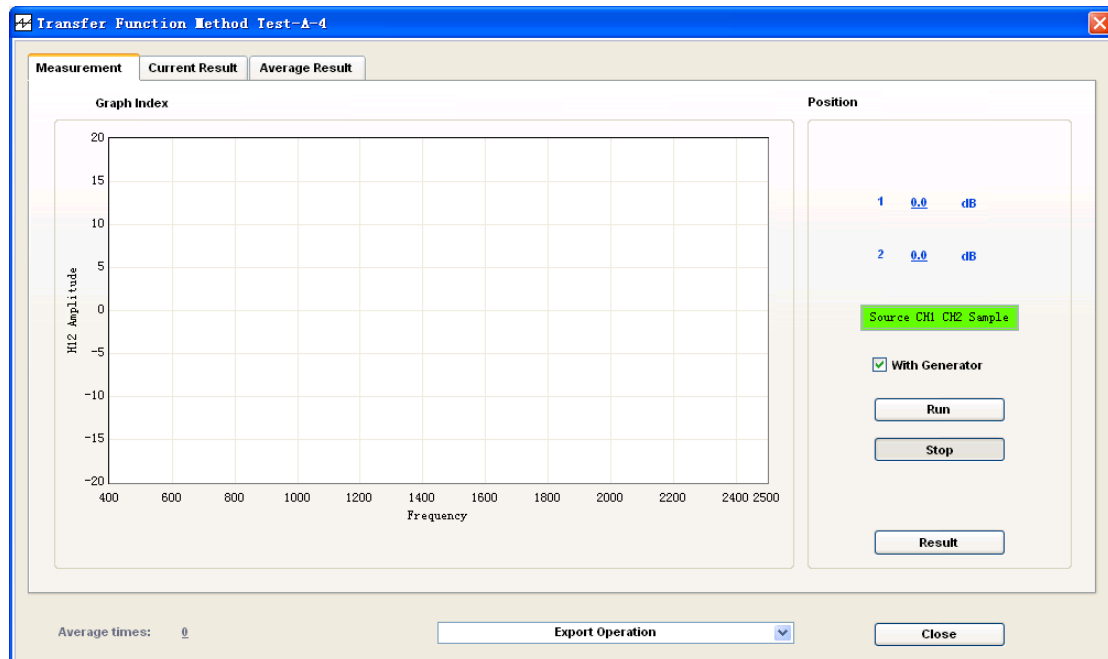 Transfer Function Method Test-A-4
Measurement Current Result Average Result
Graph Index
Position
20
15
10
5
0
-5
-10
-15
-20
H12 Amplitude
400 600 800 1000 1200 1400 1600 1800 2000 2200 2400 2500
Frequency
1 0.0 dB
2 0.0 dB
Source CH1 CH2 Sample
With Generator
Run
Stop
Result
Average times: 0
Export Operation
Close